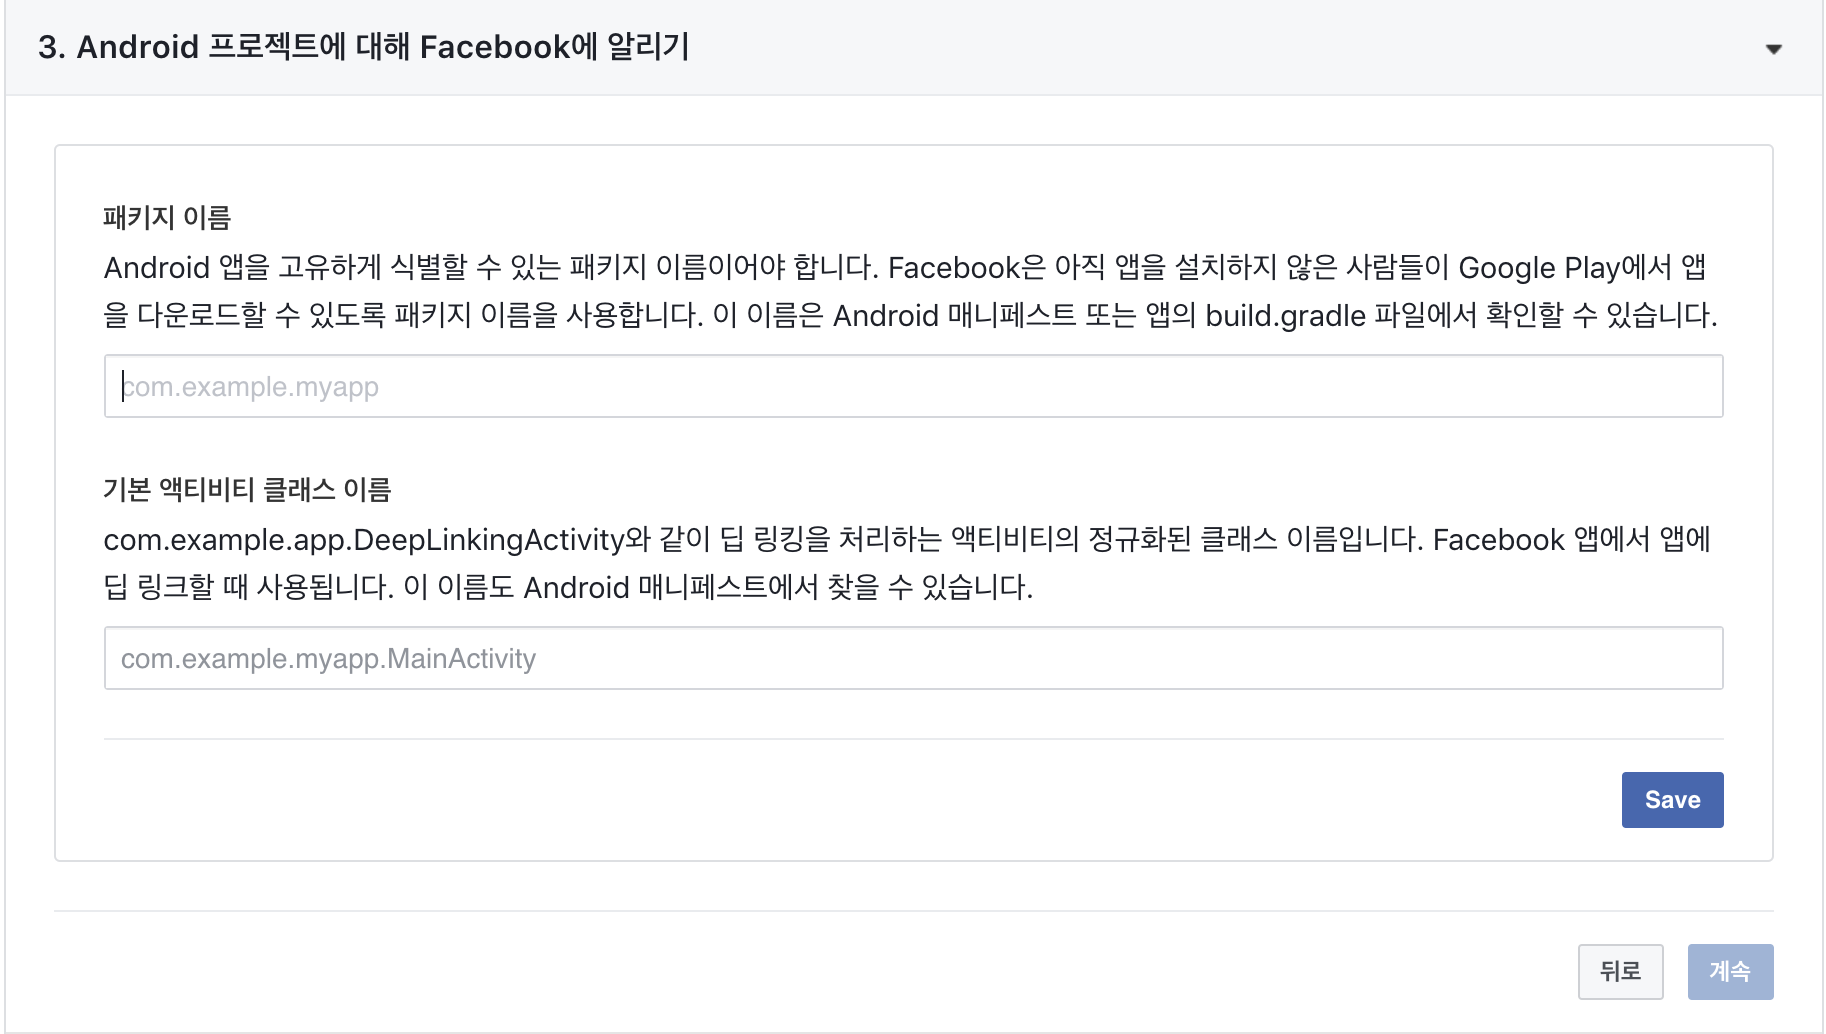 3. Android 프로젝트에 대해 Facebook에 알리기
패키지 이름
Android 앱을 고유하게 식별할 수 있는 패키지 이름이어야 합니다. Facebook은 아직 앱을 설치하지 않은 사람들이 Google Play에서 앱
을 다운로드할 수 있도록 패키지 이름을 사용합니다. 이 이름은 Android 매니페스트 또는 앱의 build.gradle 파일에서 확인할 수 있습니다.
com.example.myapp
기본 액티비티 클래스 이름
com.example.app.DeepLinkingActivity와 같이 딥 링킹을 처리하는 액티비티의 정규화된 클래스 이름입니다. Facebook 앱에서 앱에
딥 링크할 때 사용됩니다. 이 이름도 Android 매니페스트에서 찾을 수 있습니다.
com.example.myapp.MainActivity
Save
뒤로 계속